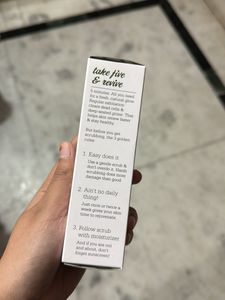 take five
& revive
5 minutes. All you need
for a fresh, natural glow.
Regular exfoliation
clears dead cells &
deep-seated grime. That
helps skin renew faster
& stay healthy.
But before you get
scrubbing, the 3 golden
rules:
1. Easy does it
Use a gentle scrub &
don't overdo it. Harsh
scrubbing does more
damage than good.
2. Ain't no daily
thing!
Just once or twice a
week gives your skin
time to rejuvenate.
3. Follow scrub
with moisturizer
And if you are out
and about, don't
forget sunscreen!